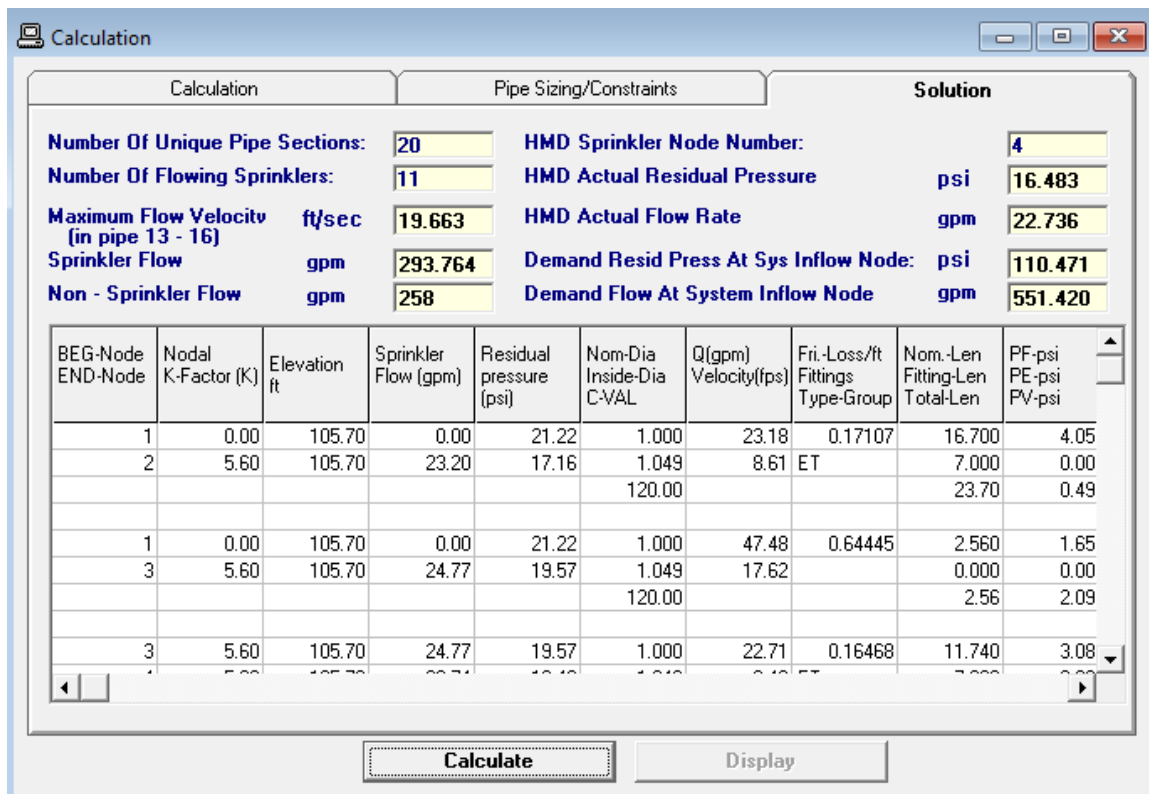 Calculation
Calculation Pipe Sizing/Constraints Solution
Number Of Unique Pipe Sections: 20 HMD Sprinkler Node Number: 4
Number Of Flowing Sprinklers: 11 HMD Actual Residual Pressure psi 16.483
Maximum Flow Velocity ft/sec 19.663 HMD Actual Flow Rate gpm 22.736
(in pipe 13 - 16)
Sprinkler Flow gpm 293.764 Demand Resid Press At Sys Inflow Node: psi 110.471
Non - Sprinkler Flow gpm 258 Demand Flow At System Inflow Node gpm 551.420
BEG-Node Nodal Elevation Sprinkler Residual Nom-Dia Q(gpm) Fri.-Loss/ft Nom.-Len PF-psi
END-Node K-Factor (K) ft Flow (gpm) pressure Inside-Dia Velocity(fps) Fittings Fitting-Len PE-psi
(psi) C-VAL Type-Group Total-Len PV-psi
1 0.00 105.70 0.00 21.22 1.000 23.18 0.17107 16.700 4.05
2 5.60 105.70 23.20 17.16 1.049 8.61 ET 7.000 0.00
120.00 23.70 0.49
1 0.00 105.70 0.00 21.22 1.000 47.48 0.64445 2.560 1.65
3 5.60 105.70 24.77 19.57 1.049 17.62 0.000 0.00
120.00 2.56 2.09
3 5.60 105.70 24.77 19.57 1.000 22.71 0.16468 11.740 3.08
Calculate Display